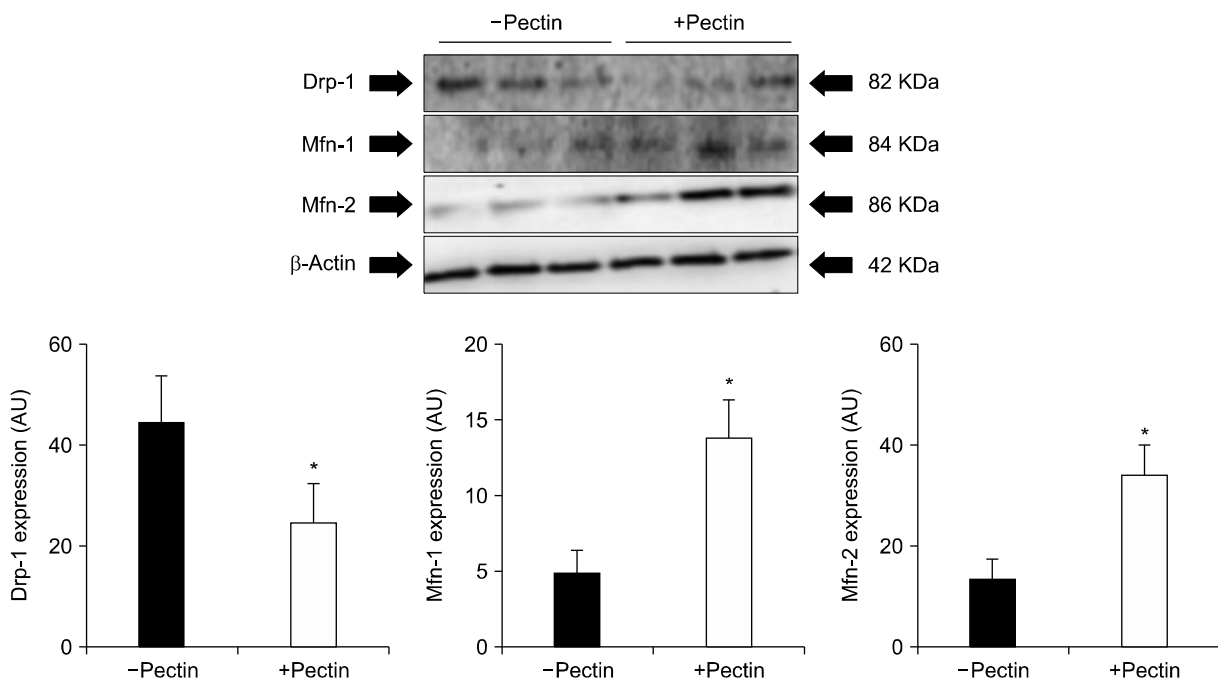 −Pectin +Pectin
Drp-1 82 KDa
Mfn-1 84 KDa
Mfn-2 86 KDa
β-Actin 42 KDa
Drp-1 expression (AU)
60
40
20
0
*
−Pectin +Pectin
Mfn-1 expression (AU)
20
15
10
5
0
*
−Pectin +Pectin
Mfn-2 expression (AU)
60
40
20
0
*
−Pectin +Pectin